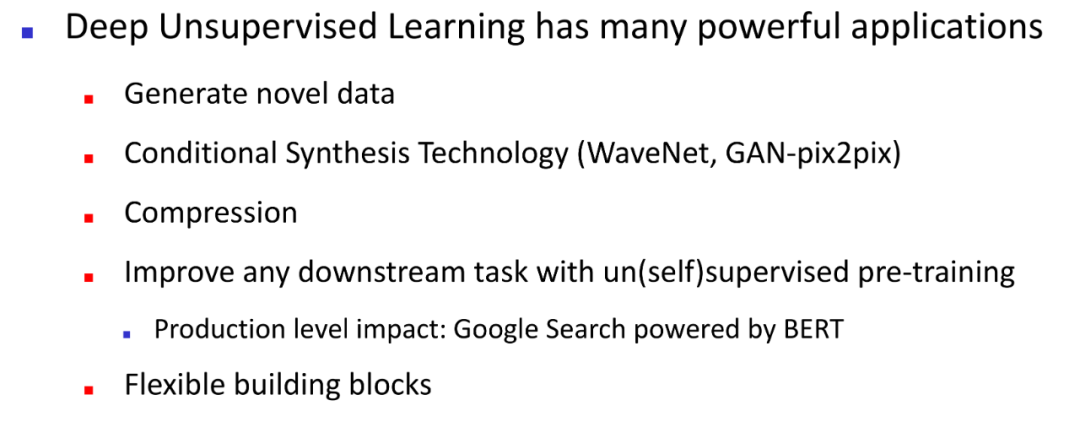 Deep Unsupervised Learning has many powerful applications
Generate novel data
Conditional Synthesis Technology (WaveNet, GAN-pix2pix)
Compression
Improve any downstream task with un(self)supervised pre-training
Production level impact: Google Search powered by BERT
Flexible building blocks